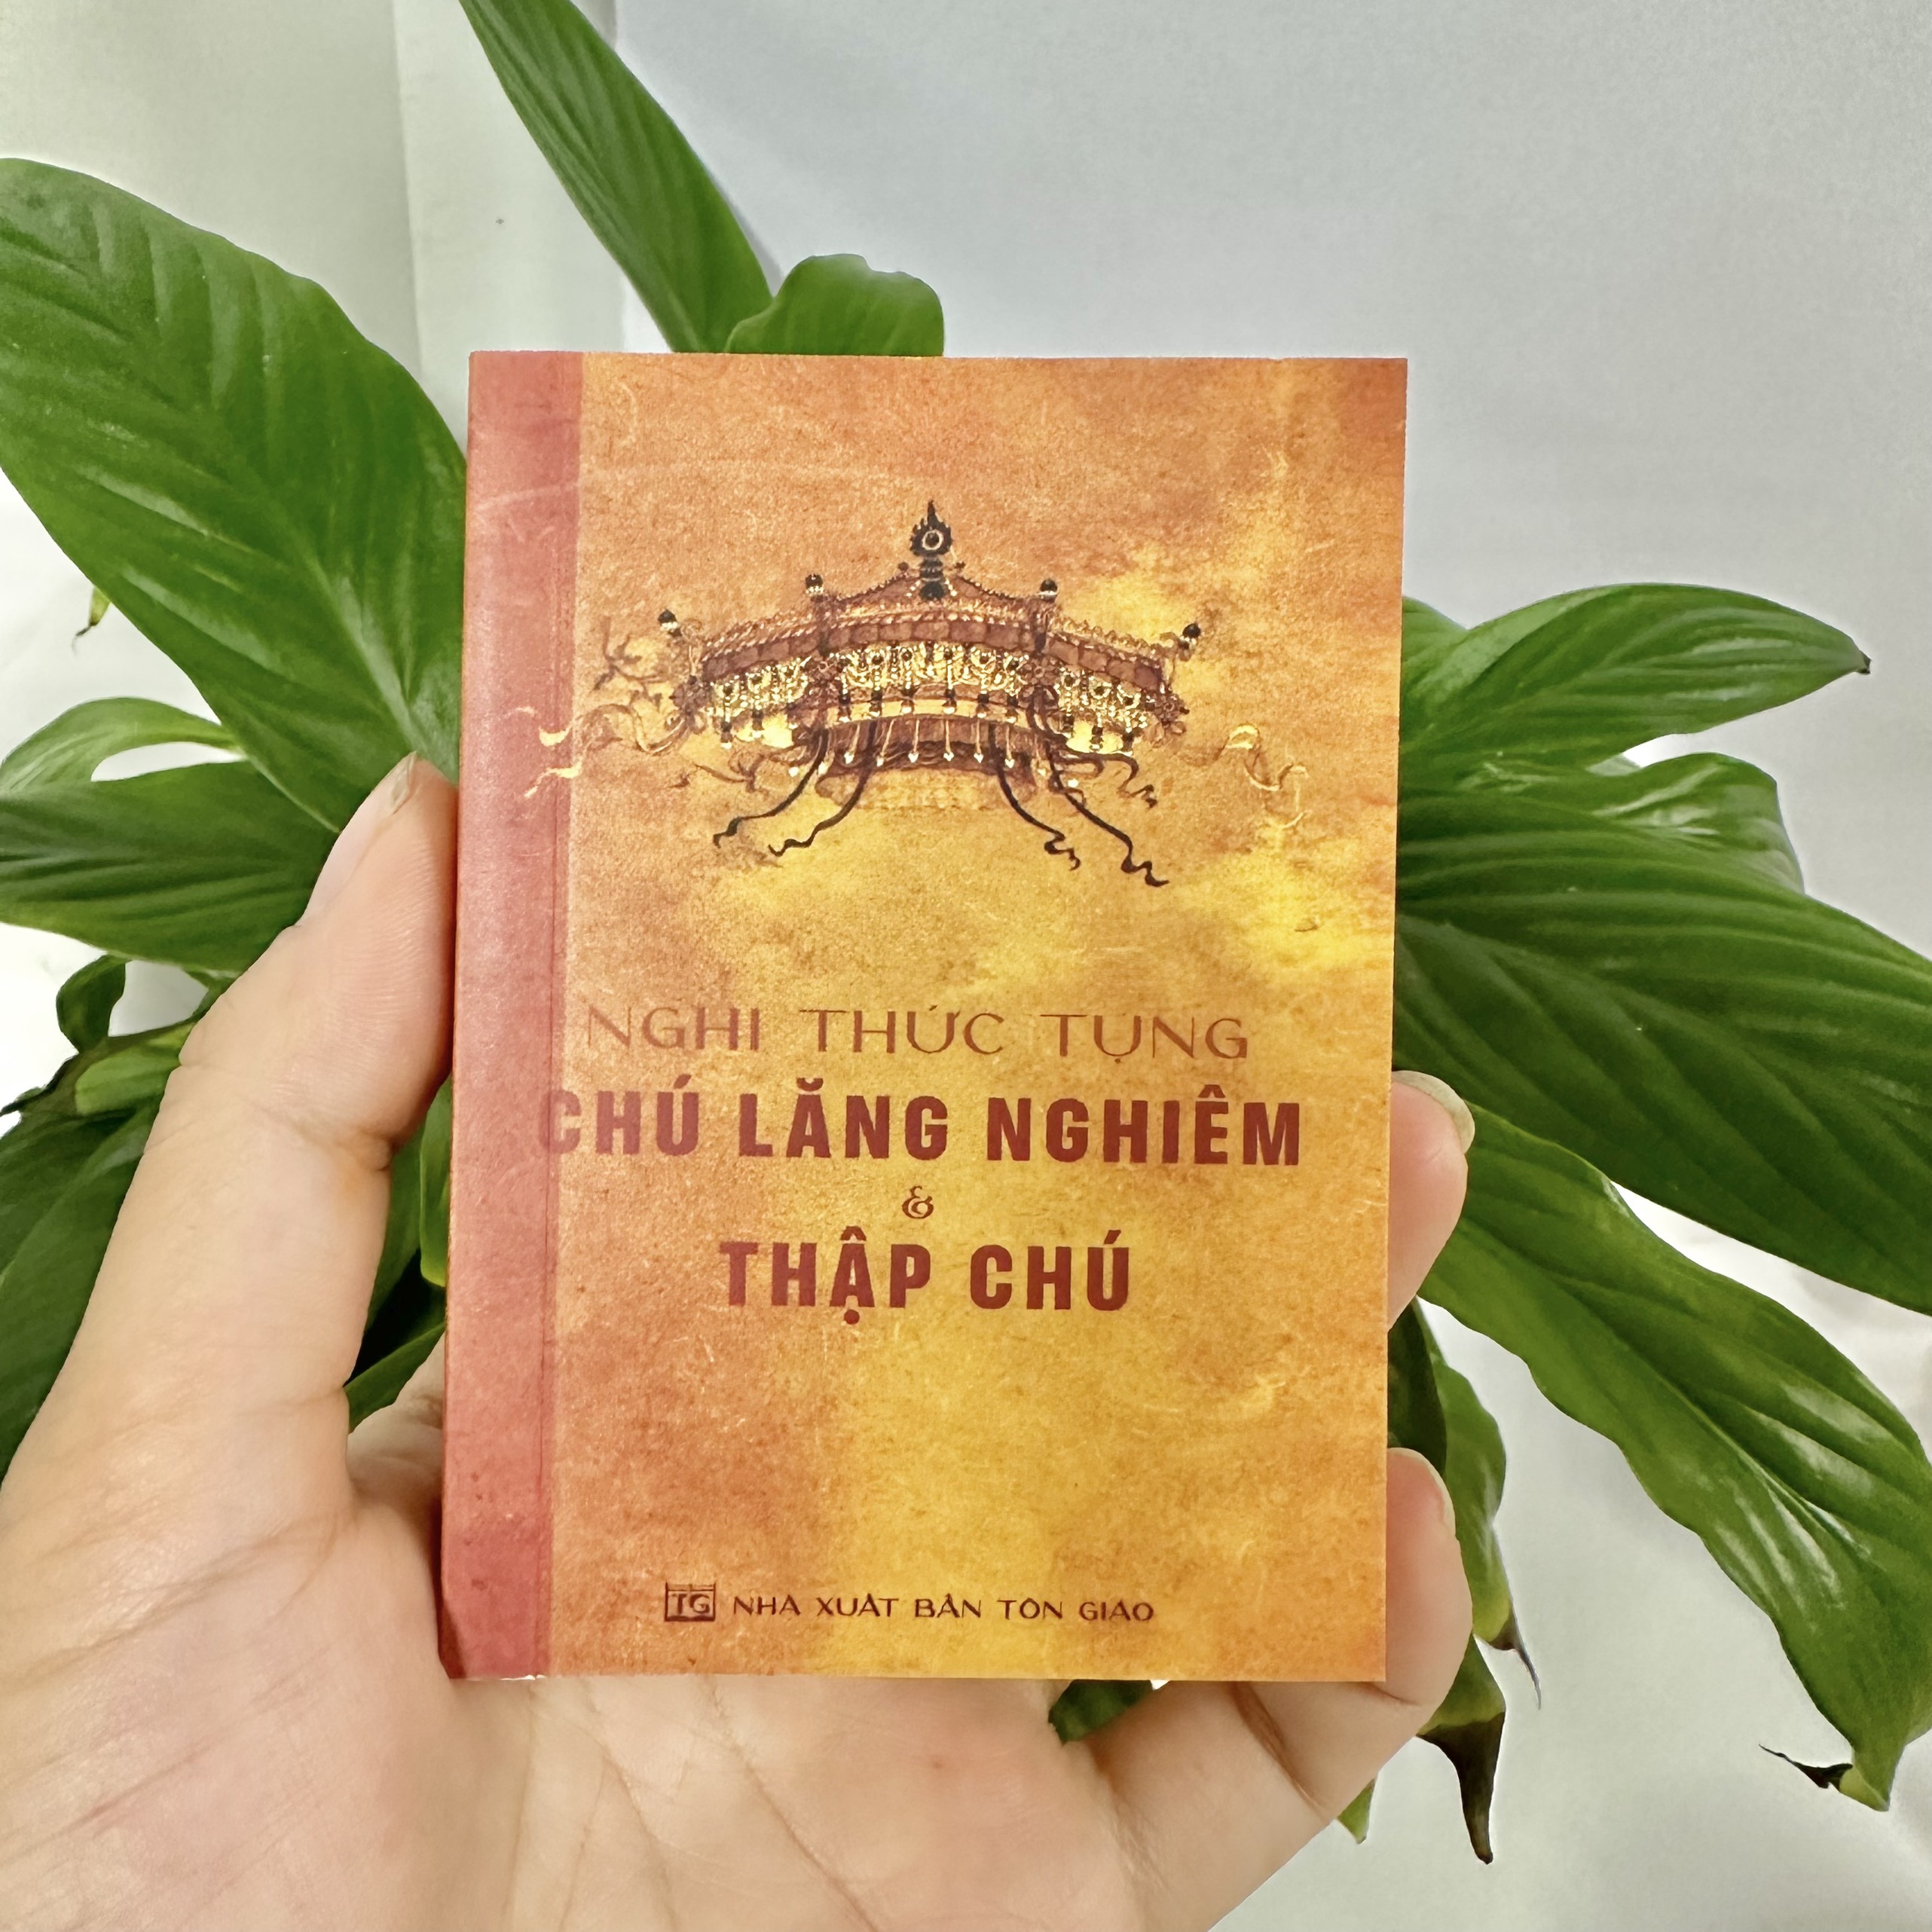 NGHI THỨC TỤNG
CHÚ LĂNG NGHIÊM
&
THẬP CHÚ
TG NHÀ XUẤT BẢN TÔN GIÁO